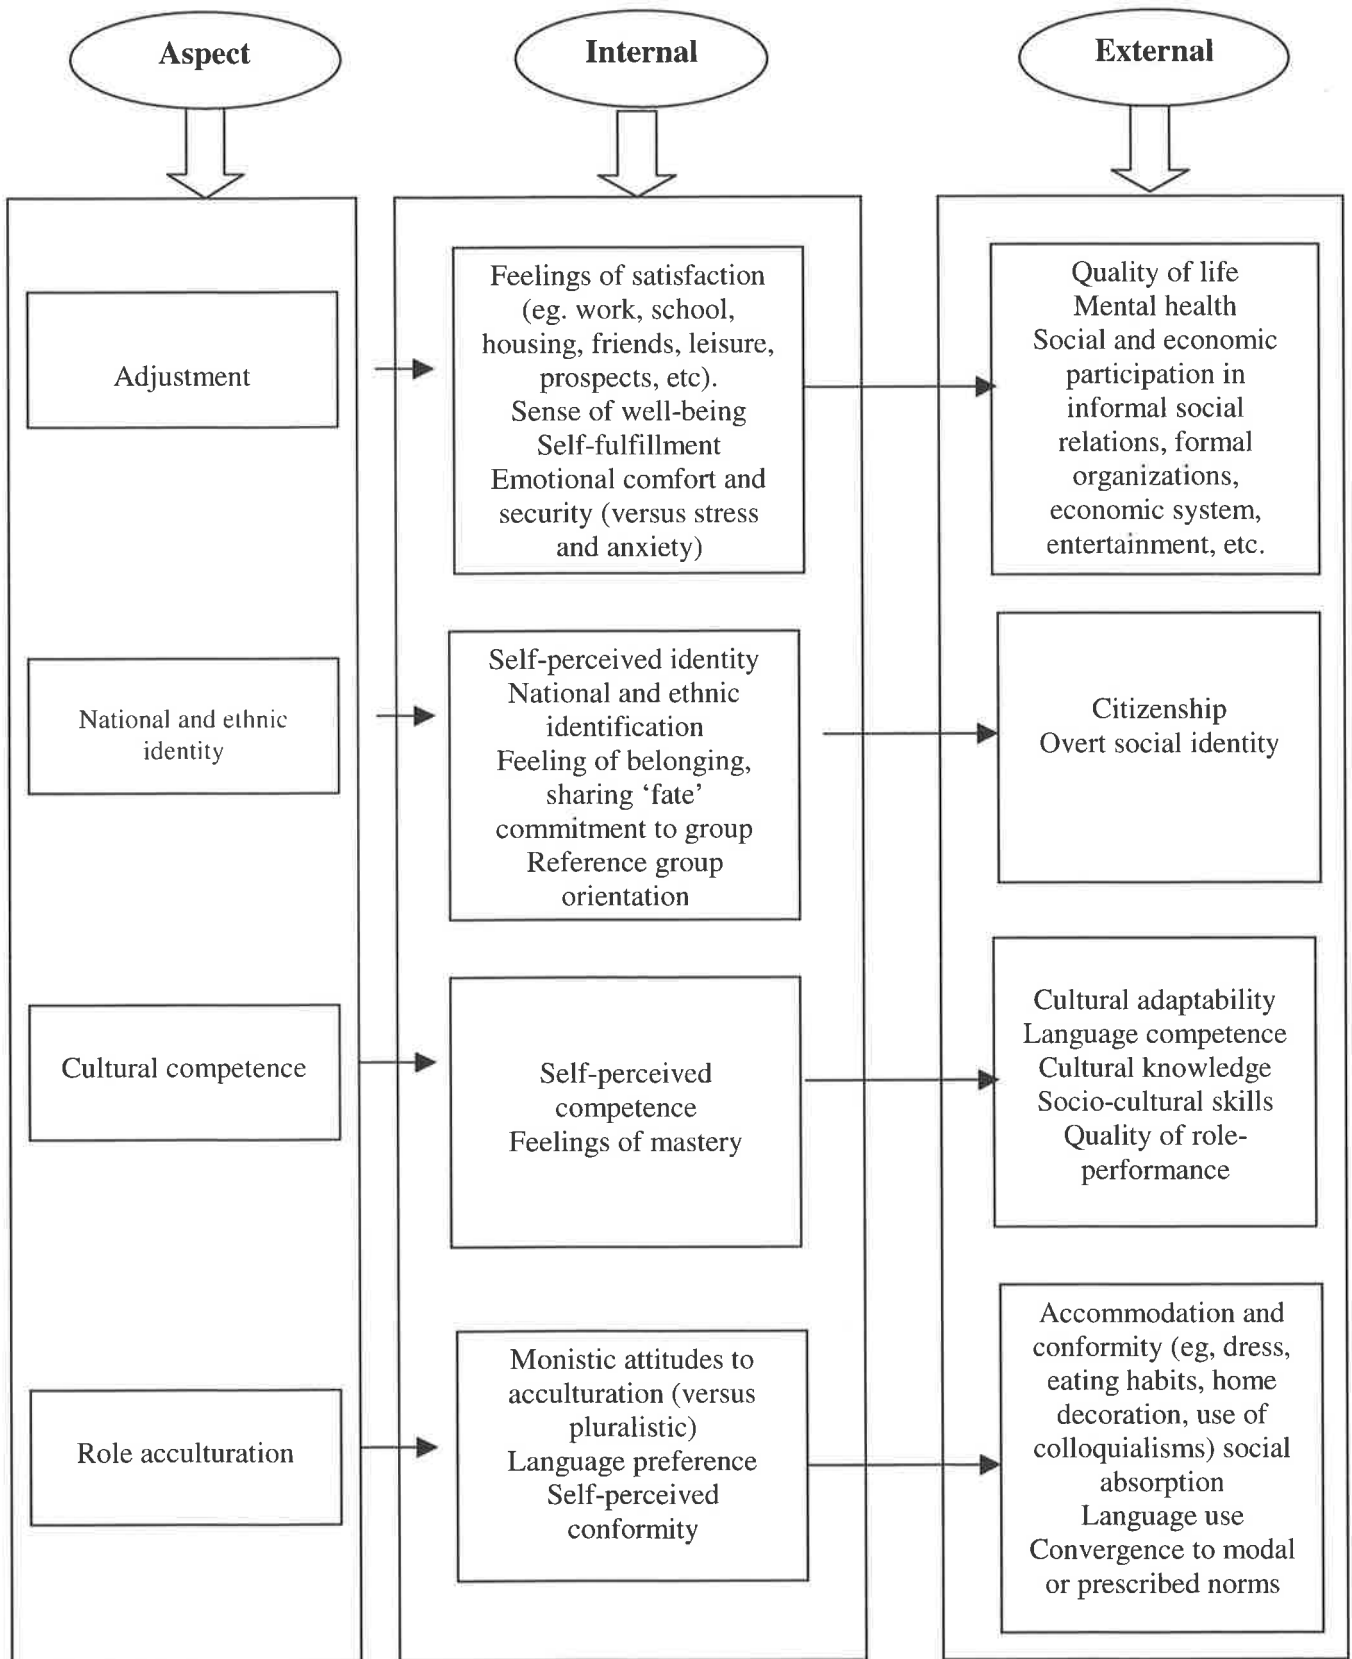 Aspect
Internal
External
Adjustment
Feelings of satisfaction
(eg. work, school,
housing, friends, leisure,
prospects, etc).
Sense of well-being
Self-fulfillment
Emotional comfort and
security (versus stress
and anxiety)
Quality of life
Mental health
Social and economic
participation in
informal social
relations, formal
organizations,
economic system,
entertainment, etc.
National and ethnic
identity
Self-perceived identity
National and ethnic
identification
Feeling of belonging,
sharing ‘fate’
commitment to group
Reference group
orientation
Citizenship
Overt social identity
Cultural competence
Self-perceived
competence
Feelings of mastery
Cultural adaptability
Language competence
Cultural knowledge
Socio-cultural skills
Quality of role-
performance
Role acculturation
Monistic attitudes to
acculturation (versus
pluralistic)
Language preference
Self-perceived
conformity
Accommodation and
conformity (eg, dress,
eating habits, home
decoration, use of
colloquialisms) social
absorption
Language use
Convergence to modal
or prescribed norms